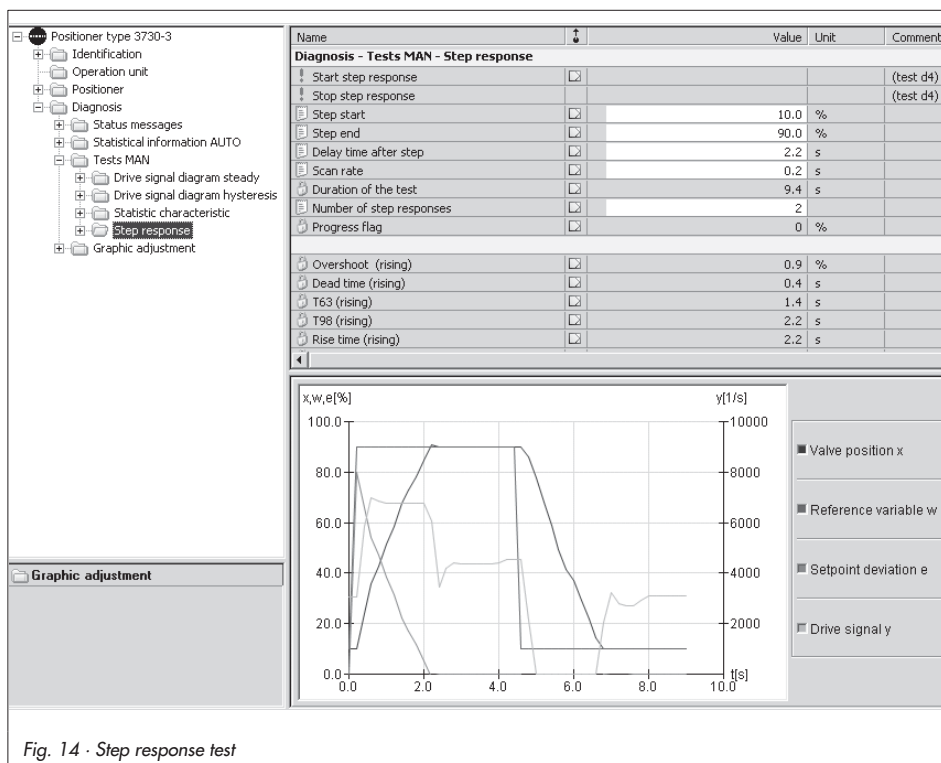 Positioner type 3730-3
Identification
Operation unit
Positioner
Diagnosis
Status messages
Statistical information AUTO
Tests MAN
Drive signal diagram steady
Drive signal diagram hysteresis
Statistic characteristic
Step response
Graphic adjustment
Graphic adjustment
Name Value Unit Comment
Diagnosis - Tests MAN - Step response
Start step response (test d4)
Stop step response (test d4)
Step start 10.0 %
Step end 90.0 %
Delay time after step 2.2 s
Scan rate 0.2 s
Duration of the test 9.4 s
Number of step responses 2
Progress flag 0 %
Overshoot (rising) 0.9 %
Dead time (rising) 0.4 s
T63 (rising) 1.4 s
T98 (rising) 2.2 s
Rise time (rising) 2.2 s
x,w,e[%] y[1/s]
100.0 10000
80.0 8000
60.0 6000
40.0 4000
20.0 2000
0.0 t[s]
0.0 2.0 4.0 6.0 8.0 10.0
Valve position x
Reference variable w
Setpoint deviation e
Drive signal y
Fig. 14 · Step response test